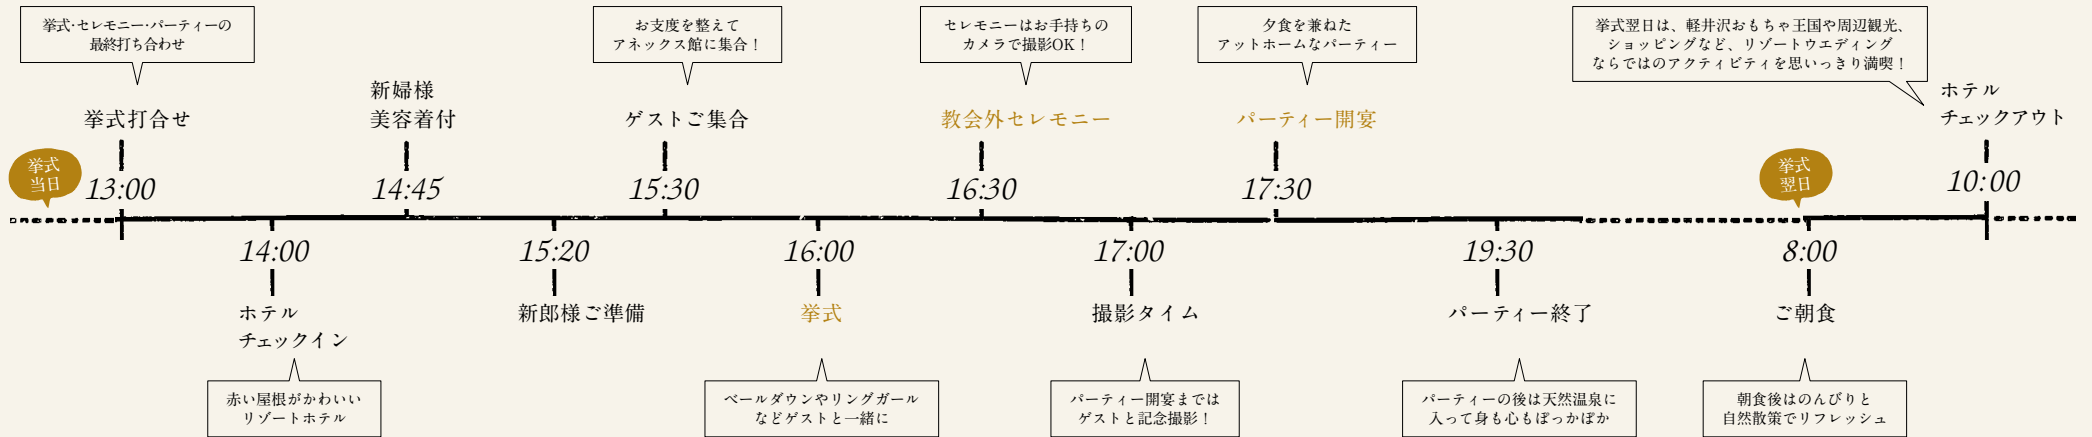 挙式・セレモニー・パーティーの
最終打ち合わせ
お支度を整えて
アネックス館に集合！
セレモニーはお手持ちの
カメラで撮影OK！
夕食を兼ねた
アットホームなパーティー
挙式翌日は、軽井沢おもちゃ王国や周辺観光、
ショッピングなど、リゾートウエディング
ならではのアクティビティを思いっきり満喫！
挙式打合せ
新婦様
美容着付
ゲストご集合
教会外セレモニー
パーティー開宴
ホテル
チェックアウト
挙式
当日
13:00
14:45
15:30
16:30
17:30
挙式
翌日
10:00
14:00
15:20
16:00
17:00
19:30
8:00
ホテル
チェックイン
新郎様ご準備
挙式
撮影タイム
パーティー終了
ご朝食
赤い屋根がかわいい
リゾートホテル
ベールダウンやリングガール
などゲストと一緒に
パーティー開宴までは
ゲストと記念撮影！
パーティーの後は天然温泉に
入って身も心もぽっかぽか
朝食後はのんびりと
自然散策でリフレッシュ